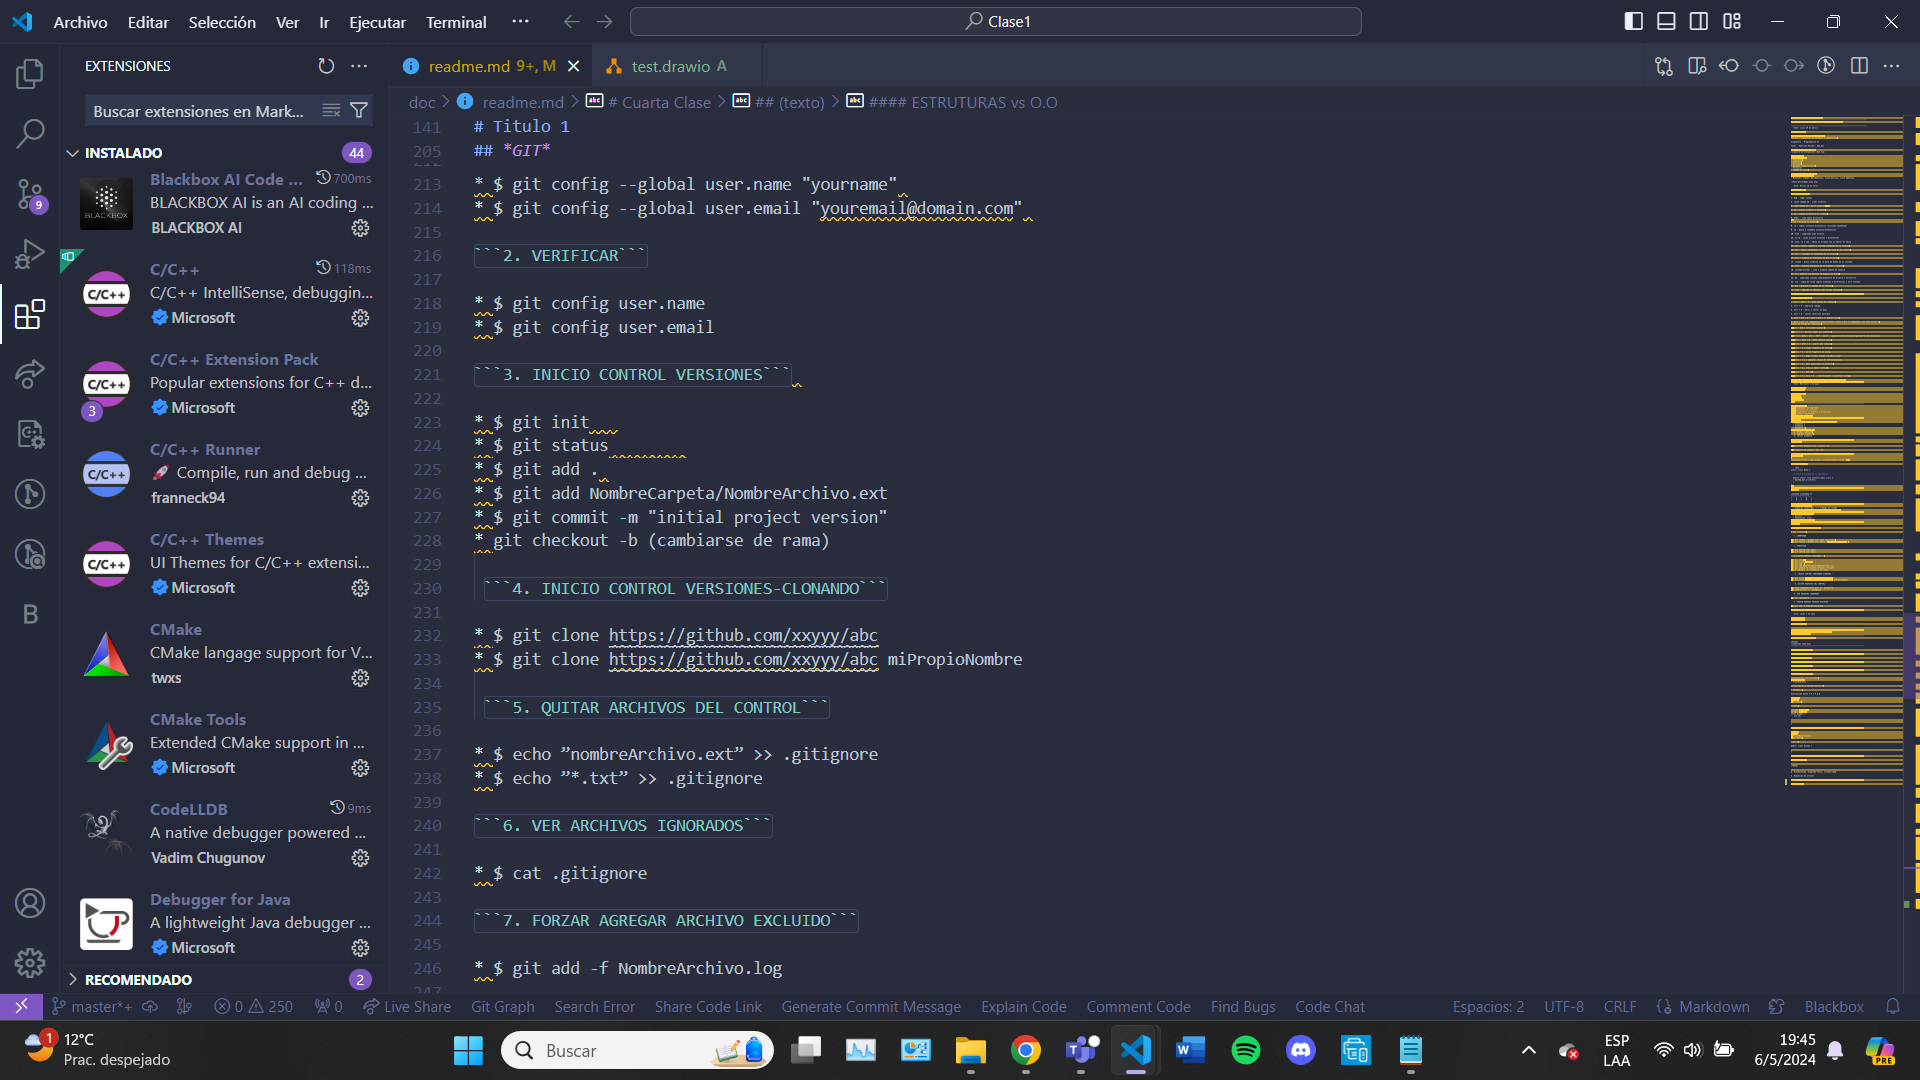 Archivo Editar Selección Ver Ir Ejecutar Terminal ··· Clase1
EXTENSIONES
Buscar extensiones en Mark...
INSTALADO 44
Blackbox AI Code ... 700ms
BLACKBOX AI is an AI coding ...
BLACKBOX AI
C/C++ 118ms
C/C++ IntelliSense, debuggin...
Microsoft
C/C++ Extension Pack
Popular extensions for C++ d...
Microsoft
3
C/C++ Runner
🚀 Compile, run and debug ...
franneck94
C/C++ Themes
UI Themes for C/C++ extensi...
Microsoft
CMake
CMake langage support for V...
twxs
CMake Tools
Extended CMake support in ...
Microsoft
CodeLLDB 9ms
A native debugger powered ...
Vadim Chugunov
Debugger for Java
A lightweight Java debugger ...
Microsoft
RECOMENDADO 2
readme.md 9+, M
test.drawio A
doc > readme.md > # Cuarta Clase > ## (texto) > #### ESTRUTURAS vs O.O
141 # Titulo 1
205 ## *GIT*
213 * $ git config --global user.name "yourname"
214 * $ git config --global user.email "youremail@domain.com"
215
216 ```2. VERIFICAR```
217
218 * $ git config user.name
219 * $ git config user.email
220
221 ```3. INICIO CONTROL VERSIONES```
222
223 * $ git init
224 * $ git status
225 * $ git add .
226 * $ git add NombreCarpeta/NombreArchivo.ext
227 * $ git commit -m "initial project version"
228 * git checkout -b (cambiarse de rama)
229
230 ```4. INICIO CONTROL VERSIONES-CLONANDO```
231
232 * $ git clone https://github.com/xxyyy/abc
233 * $ git clone https://github.com/xxyyy/abc miPropioNombre
234
235 ```5. QUITAR ARCHIVOS DEL CONTROL```
236
237 * $ echo ”nombreArchivo.ext” >> .gitignore
238 * $ echo ”*.txt” >> .gitignore
239
240 ```6. VER ARCHIVOS IGNORADOS```
241
242 * $ cat .gitignore
243
244 ```7. FORZAR AGREGAR ARCHIVO EXCLUIDO```
245
246 * $ git add -f NombreArchivo.log
247
master*+ 0 250 0 Live Share Git Graph Search Error Share Code Link Generate Commit Message Explain Code Comment Code Find Bugs Code Chat Espacios: 2 UTF-8 CRLF Markdown Blackbox
1 12°C
Prac. despejado
Buscar
ESP
LAA
19:45
6/5/2024